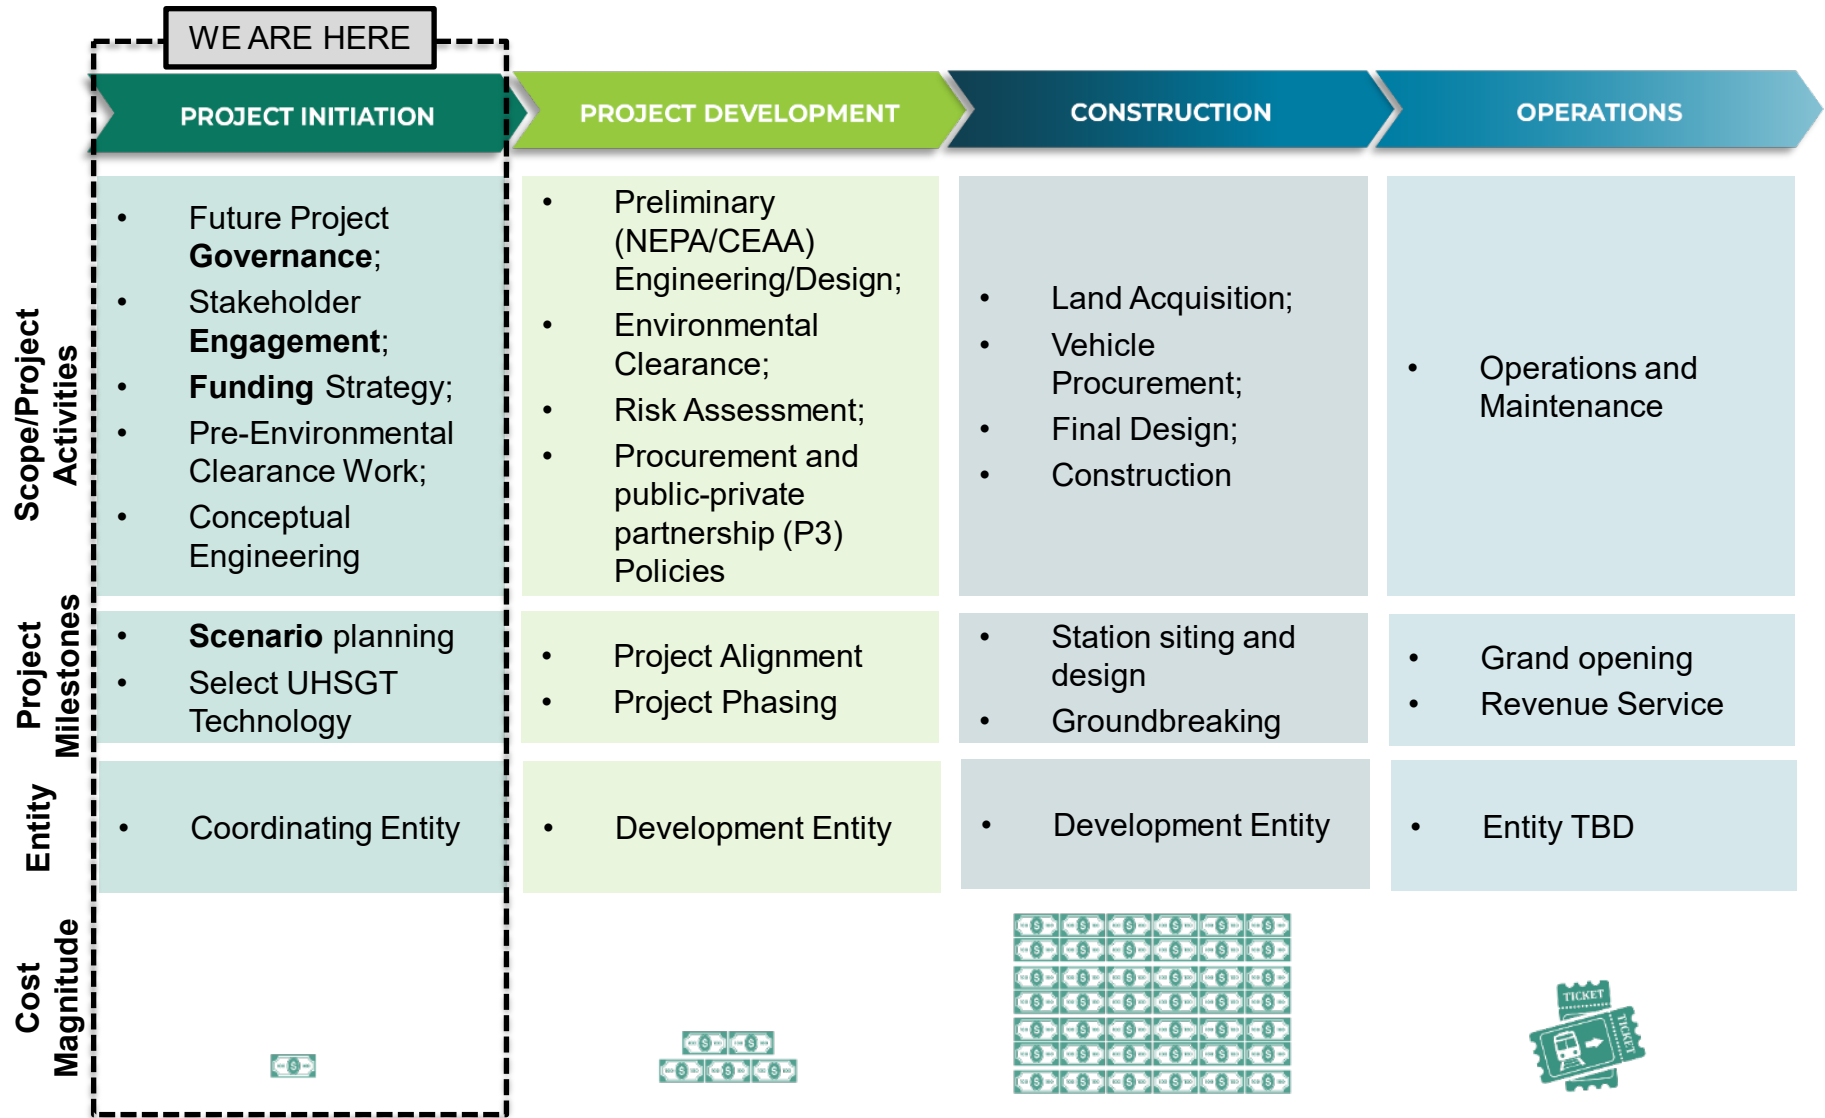 WE ARE HERE
PROJECT INITIATION
PROJECT DEVELOPMENT
CONSTRUCTION
OPERATIONS
Scope/Project
Activities
• Future Project
Governance;
• Stakeholder
Engagement;
• Funding Strategy;
• Pre-Environmental
Clearance Work;
• Conceptual
Engineering
• Preliminary
(NEPA/CEAA)
Engineering/Design;
• Environmental
Clearance;
• Risk Assessment;
• Procurement and
public-private
partnership (P3)
Policies
• Land Acquisition;
• Vehicle
Procurement;
• Final Design;
• Construction
• Operations and
Maintenance
Project
Milestones
• Scenario planning
• Select UHSGT
Technology
• Project Alignment
• Project Phasing
• Station siting and
design
• Groundbreaking
• Grand opening
• Revenue Service
Entity
• Coordinating Entity
• Development Entity
• Development Entity
• Entity TBD
Cost
Magnitude
TICKET
TICKET